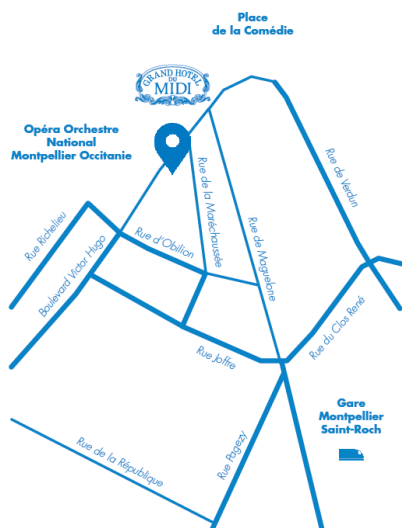 Place
de la Comédie
GRAND HOTEL
DU
MIDI
Opéra Orchestre
National
Montpellier Occitanie
Rue Richelieu
Boulevard Victor Hugo
Rue d'Obilion
Rue de la Maréchaussée
Rue de Maguelone
Rue de Verdun
Rue du Clos René
Rue Joffre
Gare
Montpellier
Saint-Roch
Rue Pagezy
Rue de la République